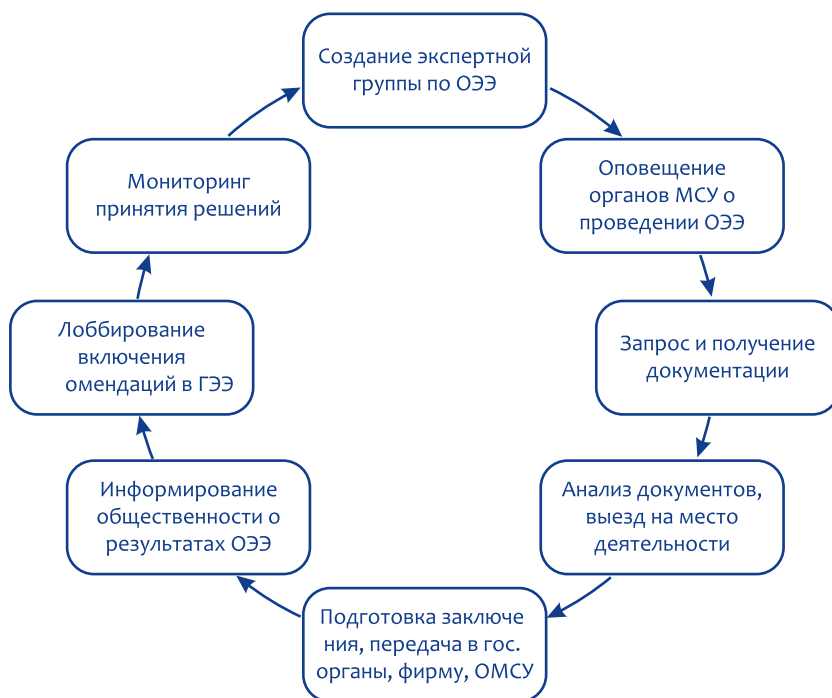 Создание экспертной
группы по ОЭЭ
Оповещение
органов МСУ о
проведении ОЭЭ
Запрос и получение
документации
Анализ документов,
выезд на место
деятельности
Подготовка заключе
ния, передача в гос.
органы, фирму, ОМСУ
Информирование
общественности о
результатах ОЭЭ
Лоббирование
включения
омендаций в ГЭЭ
Мониторинг
принятия решений